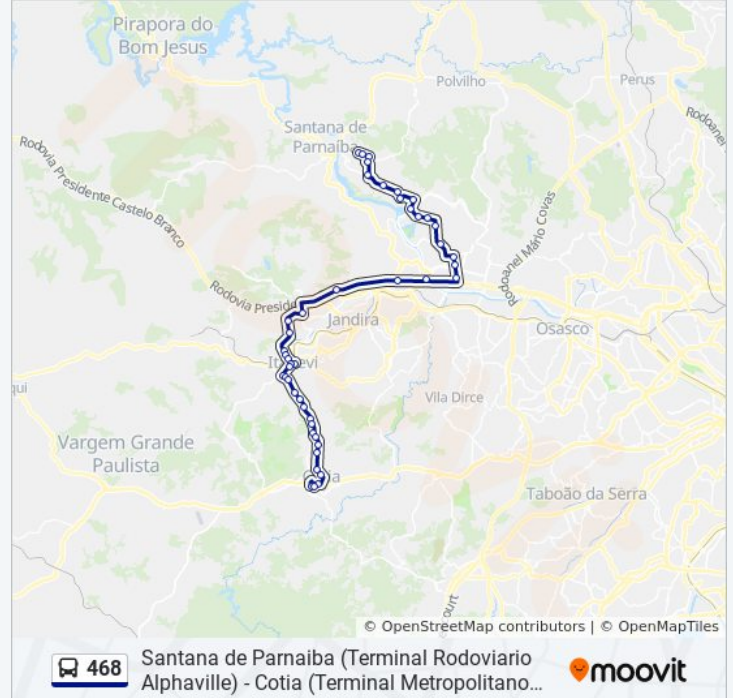 Pirapora do
Bom Jesus
Polvilho
Perus
Rodoanel
Santana de
Parnaíba
Rodovia Presidente Castelo Branco
Rodoanel Mário Covas
Rodovia Preside
Jandira
Osasco
Itapevi
Vila Dirce
Vargem Grande
Paulista
Taboão da Serra
© OpenStreetMap contributors | © OpenMapTiles
468
Santana de Parnaiba (Terminal Rodoviario
Alphaville) - Cotia (Terminal Metropolitano...
moovit